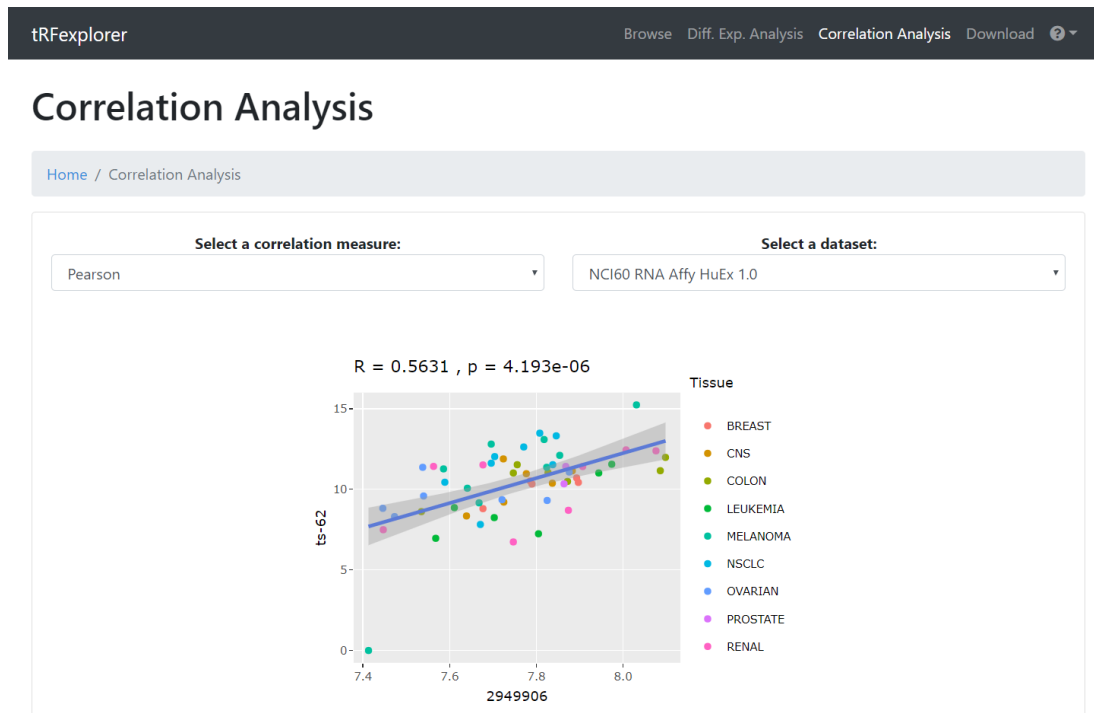 tRFexplorer Browse Diff. Exp. Analysis Correlation Analysis Download ?
Correlation Analysis
Home / Correlation Analysis
Select a correlation measure: Select a dataset:
Pearson NCI60 RNA Affy HuEx 1.0
R = 0.5631 , p = 4.193e-06
Tissue
15
BREAST
CNS
COLON
10
LEUKEMIA
ts-62
MELANOMA
5
NSCLC
OVARIAN
PROSTATE
0
RENAL
7.4 7.6 7.8 8.0
2949906